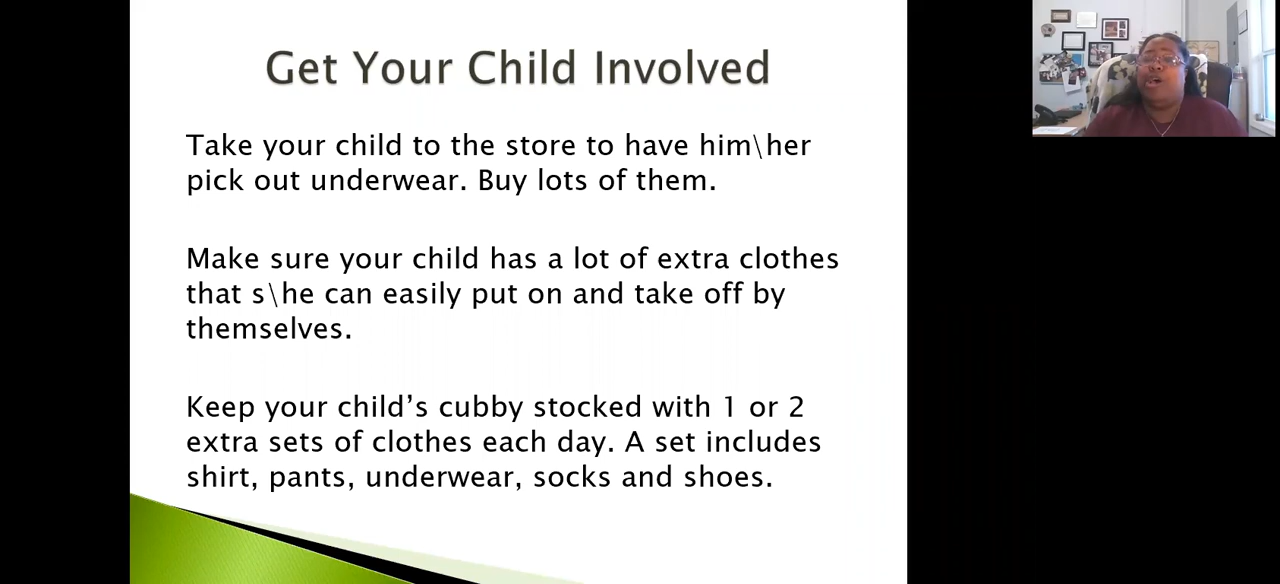 Get Your Child Involved
Take your child to the store to have him\her
pick out underwear. Buy lots of them.
Make sure your child has a lot of extra clothes
that s\he can easily put on and take off by
themselves.
Keep your child’s cubby stocked with 1 or 2
extra sets of clothes each day. A set includes
shirt, pants, underwear, socks and shoes.